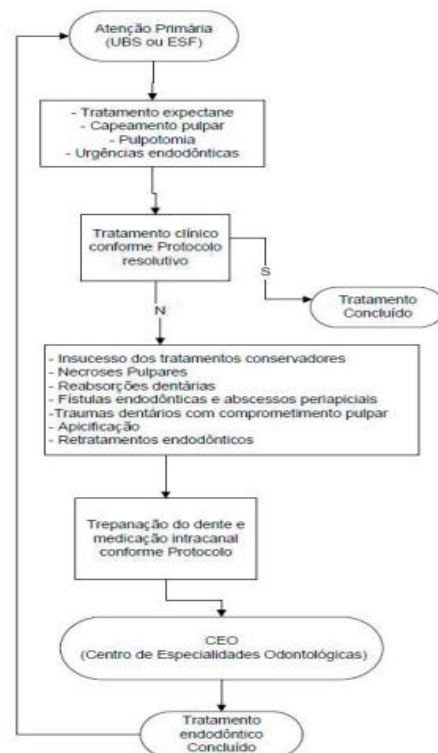 Atenção Primária
(UBS ou ESF)
- Tratamento expectane
- Capeamento pulpar
- Pulpotomia
- Urgências endodônticas
Tratamento clínico
conforme Protocolo
resolutivo
S
Tratamento
Concluído
N
- Insucesso dos tratamentos conservadores
- Necroses Pulpares
- Reabsorções dentárias
- Fístulas endodônticas e abscessos periapiciais
-Traumas dentários com comprometimento pulpar
- Apicificação
- Retratamentos endodônticos
Trepanação do dente e
medicação intracanal
conforme Protocolo
CEO
(Centro de Especialidades Odontológicas)
Tratamento
endodôntico
Concluído